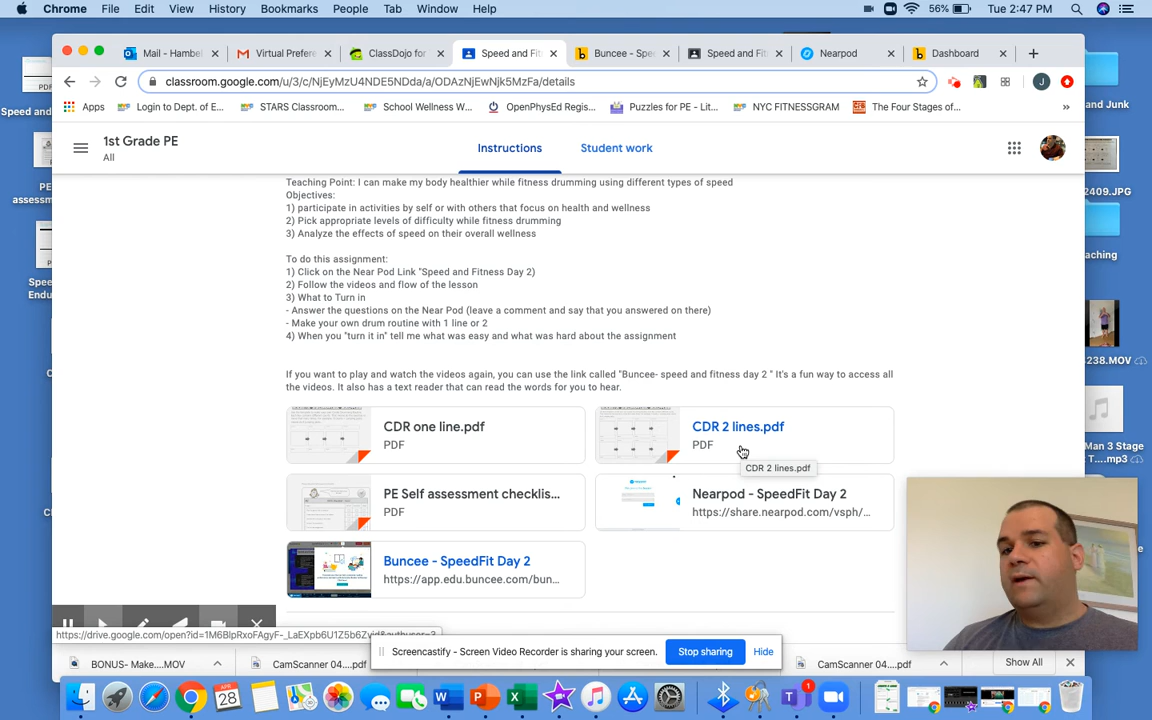 Chrome File Edit View History Bookmarks People Tab Window Help 56% Tue 2:47 PM
Mail - Hambel Virtual Prefere ClassDojo for Speed and Fit Buncee - Spe Speed and Fit Nearpod Dashboard
classroom.google.com/u/3/c/NjEyMzU4NDE5NDda/a/ODAzNjEwNjk5MzFa/details
J
Apps Login to Dept. of E... STARS Classroom... School Wellness W... OpenPhysEd Regis... Puzzles for PE - Lit... NYC FITNESSGRAM The Four Stages of... »
1st Grade PE
All
Instructions Student work
Teaching Point: I can make my body healthier while fitness drumming using different types of speed
Objectives:
1) participate in activities by self or with others that focus on health and wellness
2) Pick appropriate levels of difficulty while fitness drumming
3) Analyze the effects of speed on their overall wellness
To do this assignment:
1) Click on the Near Pod Link "Speed and Fitness Day 2)
2) Follow the videos and flow of the lesson
3) What to Turn in
- Answer the questions on the Near Pod (leave a comment and say that you answered on there)
- Make your own drum routine with 1 line or 2
4) When you "turn it in" tell me what was easy and what was hard about the assignment
If you want to play and watch the videos again, you can use the link called "Buncee- speed and fitness day 2 " It's a fun way to access all
the videos. It also has a text reader that can read the words for you to hear.
CDR one line.pdf
PDF
CDR 2 lines.pdf
PDF
CDR 2 lines.pdf
PE Self assessment checklis...
PDF
Nearpod - SpeedFit Day 2
https://share.nearpod.com/vsph/...
Buncee - SpeedFit Day 2
https://app.edu.buncee.com/bun...
Screencastify - Screen Video Recorder is sharing your screen. Stop sharing Hide
BONUS- Make....MOV CamScanner 04....pdf CamScanner 04....pdf Show All
PDF
Speed and
PE
assessm
Spee
Endu
and Junk
2409.JPG
aching
238.MOV
Man 3 Stage
T....mp3
28
1